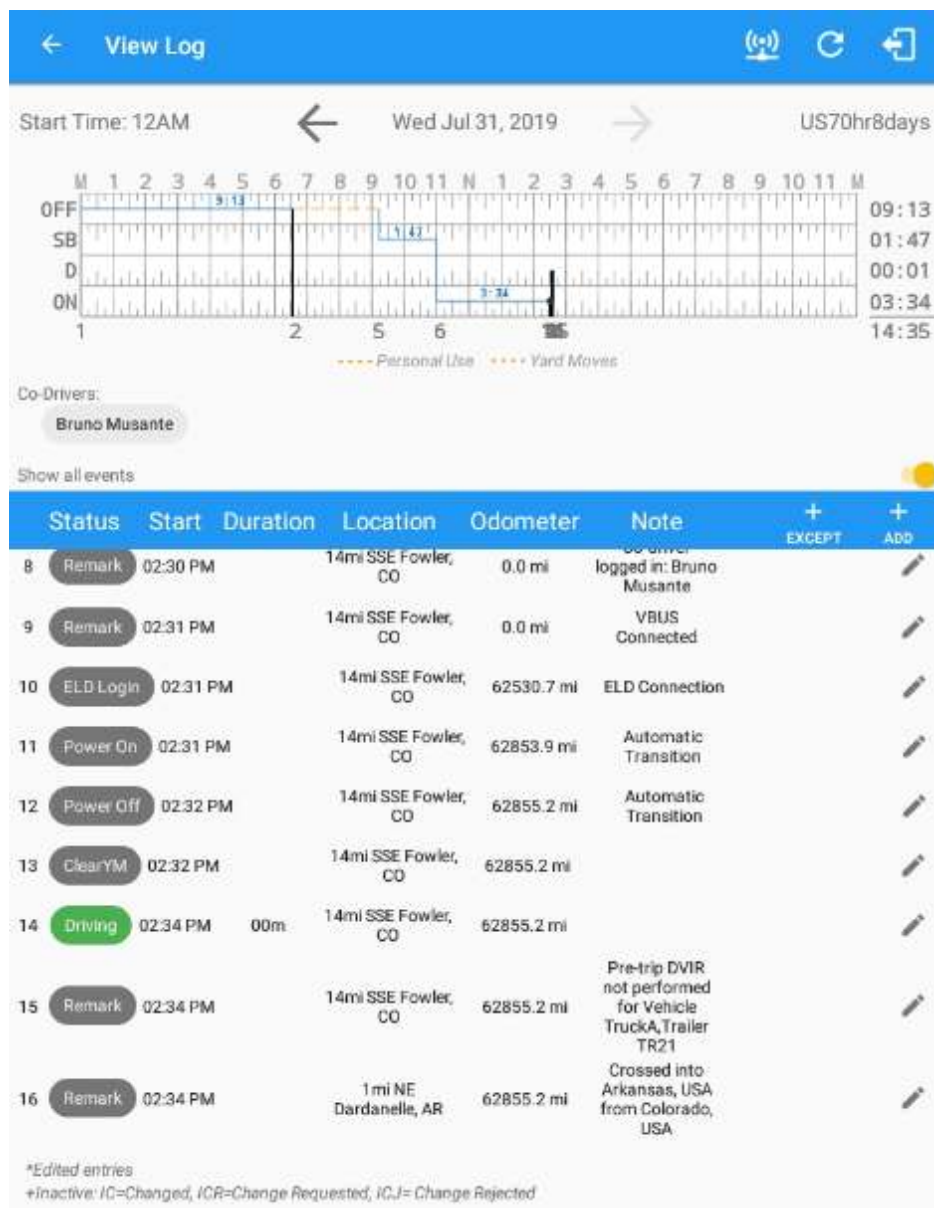 View Log
Start Time: 12AM
Wed Jul 31, 2019
US70hr8days
M 1 2 3 4 5 6 7 8 9 10 11 N 1 2 3 4 5 6 7 8 9 10 11 M
OFF 9:13 09:13
SB 1:47 01:47
D 00:01
ON 3:34 03:34
1 2 5 6 14:35
Personal Use Yard Moves
Co-Drivers:
Bruno Musante
Show all events
Status Start Duration Location Odometer Note + EXCEPT + ADD
8 Remark 02:30 PM 14mi SSE Fowler, CO 0.0 mi logged in: Bruno Musante
9 Remark 02:31 PM 14mi SSE Fowler, CO 0.0 mi VBUS Connected
10 ELD Login 02:31 PM 14mi SSE Fowler, CO 62530.7 mi ELD Connection
11 Power On 02:31 PM 14mi SSE Fowler, CO 62853.9 mi Automatic Transition
12 Power Off 02:32 PM 14mi SSE Fowler, CO 62855.2 mi Automatic Transition
13 ClearYM 02:32 PM 14mi SSE Fowler, CO 62855.2 mi
14 Driving 02:34 PM 00m 14mi SSE Fowler, CO 62855.2 mi
15 Remark 02:34 PM 14mi SSE Fowler, CO 62855.2 mi Pre-trip DVIR not performed for Vehicle TruckA,Trailer TR21
16 Remark 02:34 PM 1mi NE Dardanelle, AR 62855.2 mi Crossed into Arkansas, USA from Colorado, USA
*Edited entries
+Inactive: IC=Changed, ICR=Change Requested, ICJ= Change Rejected